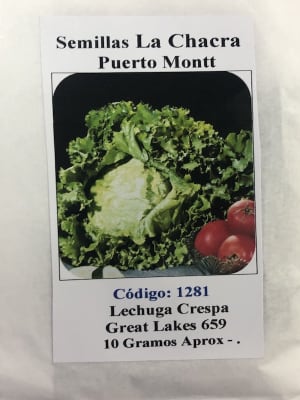 Semillas La Chacra
Puerto Montt
Código: 1281
Lechuga Crespa
Great Lakes 659
10 Gramos Aprox - .